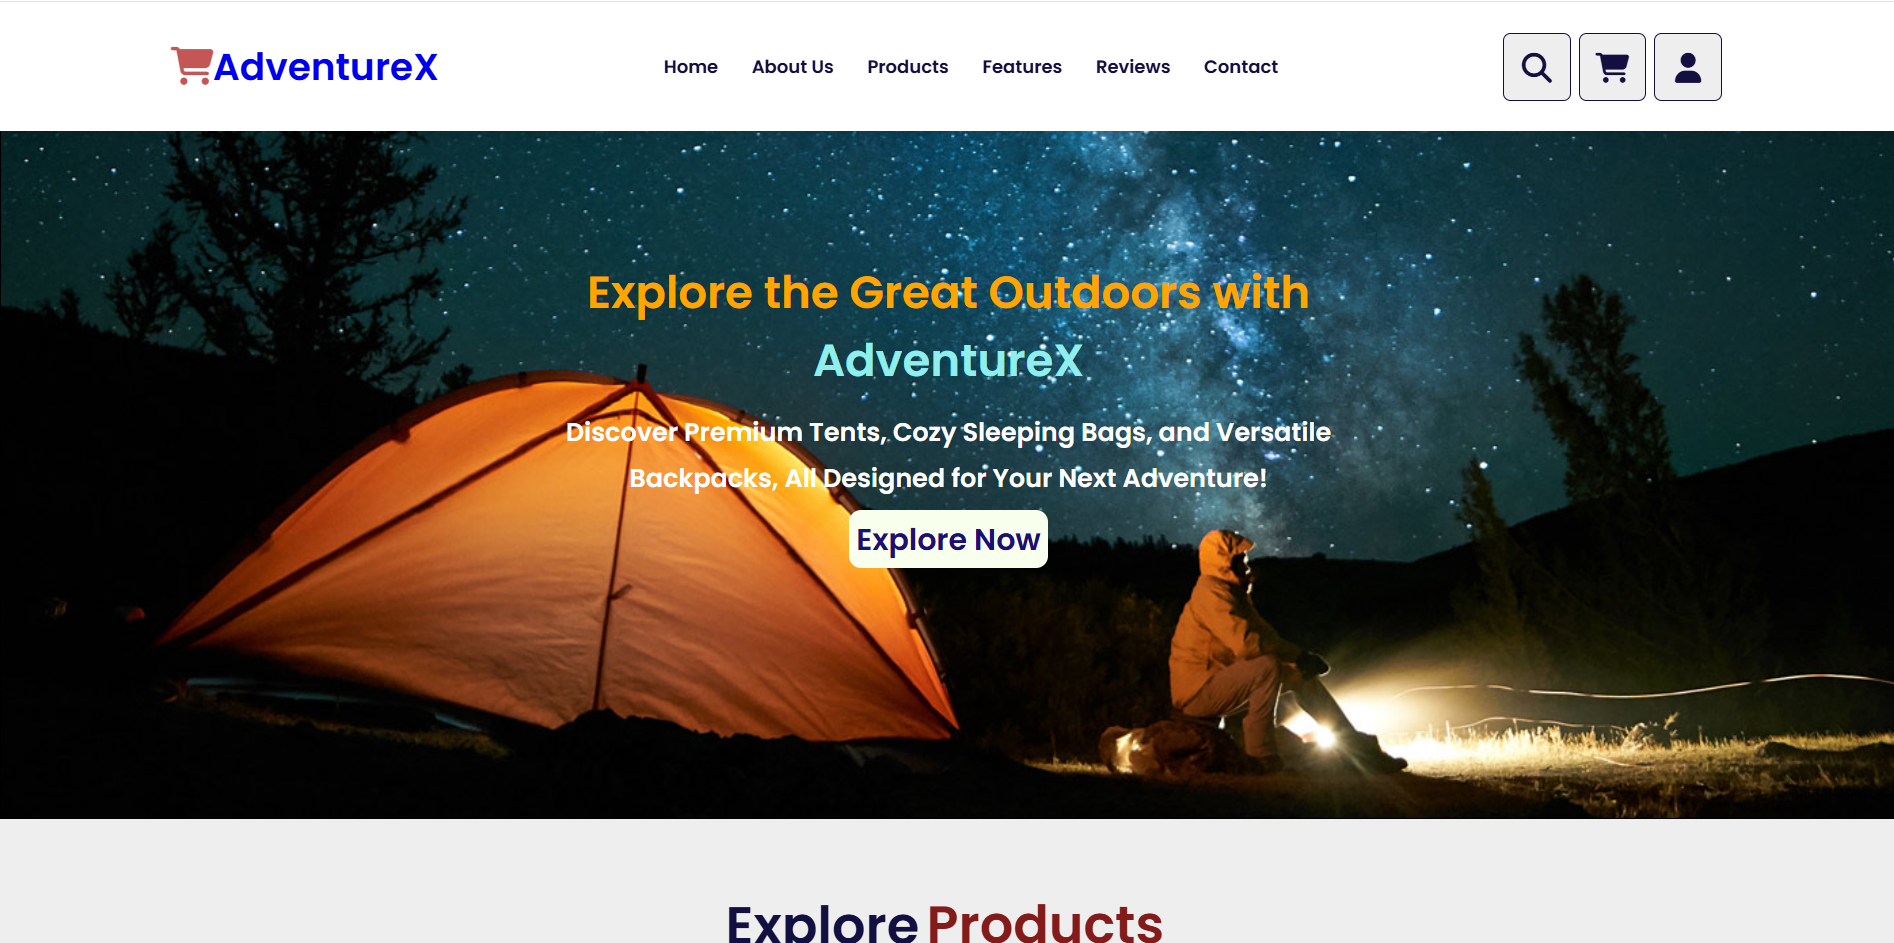 AdventureX
Home About Us Products Features Reviews Contact
Explore the Great Outdoors with
AdventureX
Discover Premium Tents, Cozy Sleeping Bags, and Versatile
Backpacks, All Designed for Your Next Adventure!
Explore Now
Explore Products